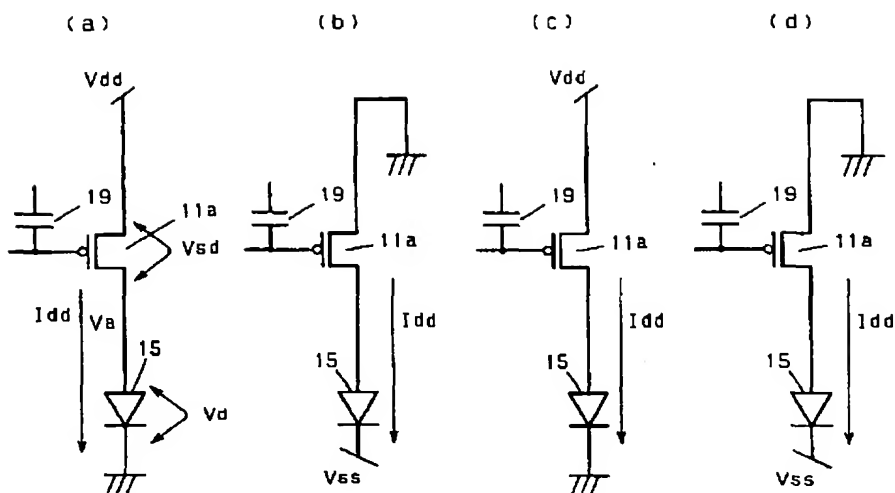 (a) (b) (c) (d)
Vdd Vdd
19 19 19 19
11a 11a 11a 11a
Vsd
Idd Va Idd Idd Idd
15 15 15 15
Vd
Vss Vss